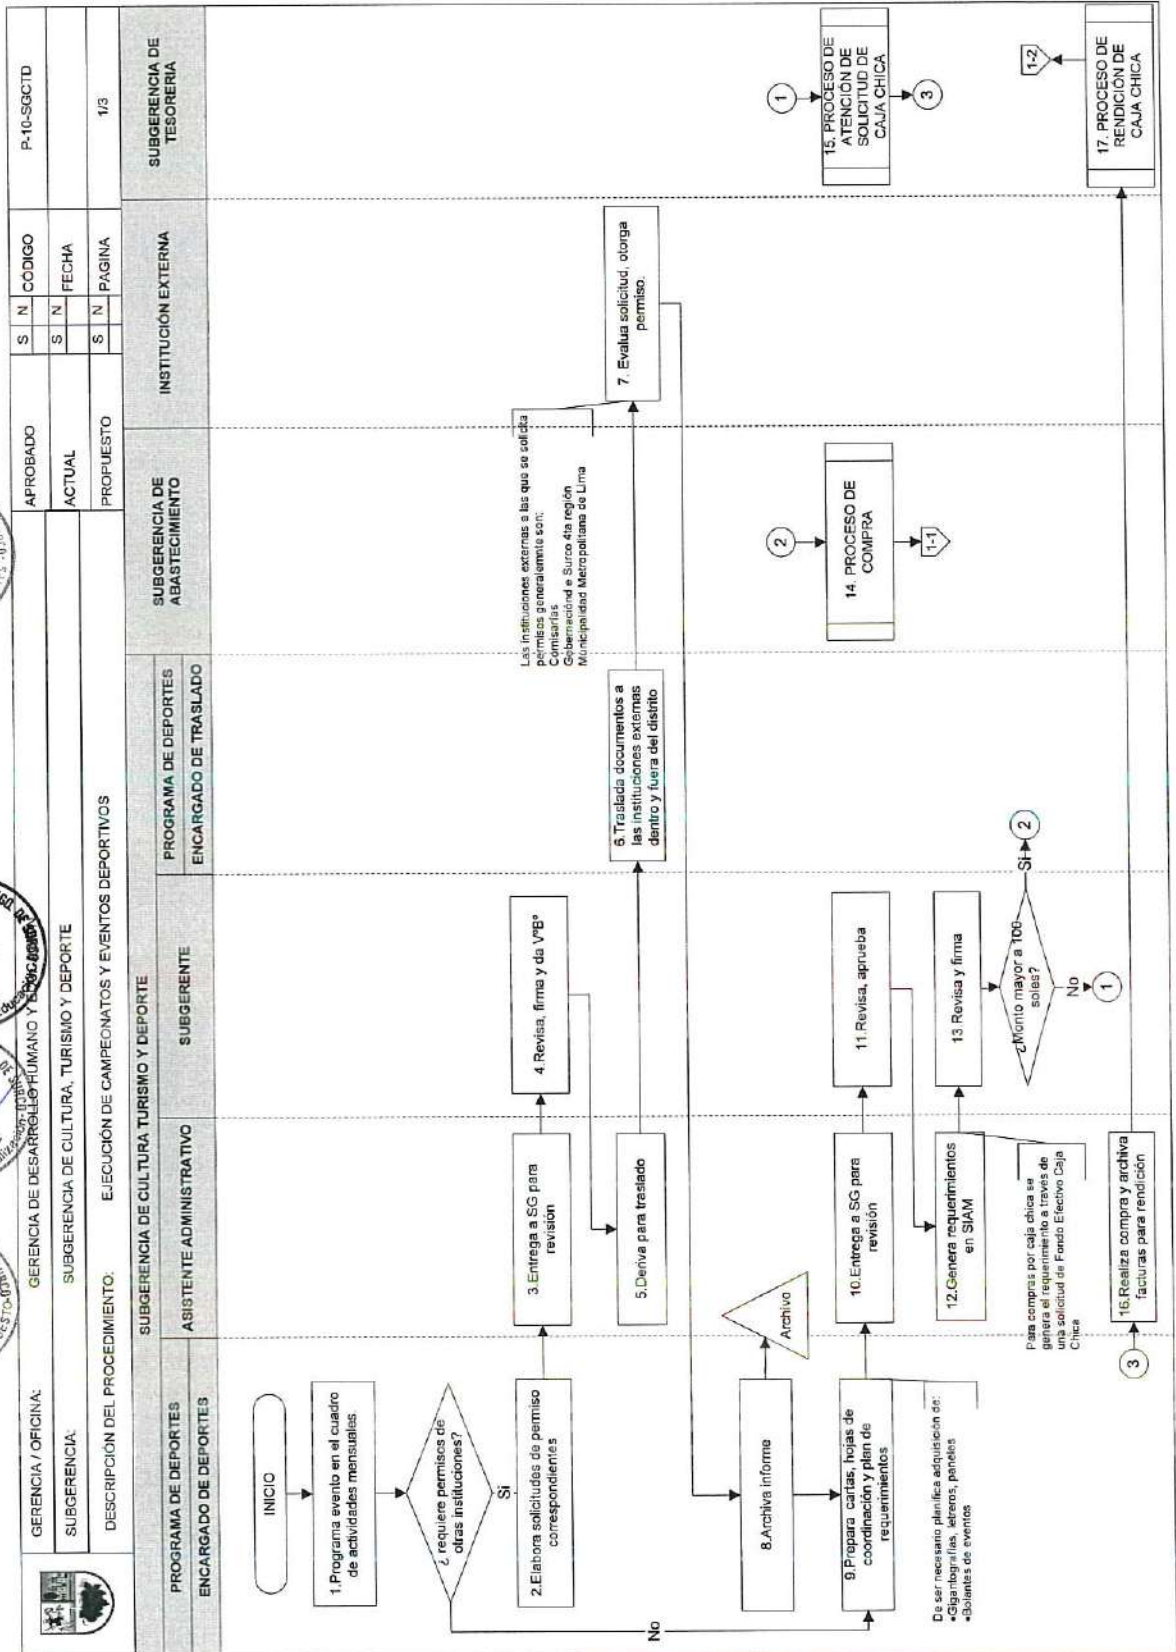 GERENCIA / OFICINA:
GERENCIA DE DESARROLLO HUMANO Y
APROBADO
S N
CÓDIGO
P-10-SGCTD
SUBGERENCIA:
SUBGERENCIA DE CULTURA, TURISMO Y DEPORTE
ACTUAL
S N
FECHA
DESCRIPCIÓN DEL PROCEDIMIENTO:
EJECUCIÓN DE CAMPEONATOS Y EVENTOS DEPORTIVOS
PROPUESTO
S N
PAGINA
1/3
SUBGERENCIA DE CULTURA TURISMO Y DEPORTE
PROGRAMA DE DEPORTES
ENCARGADO DE DEPORTES
ASISTENTE ADMINISTRATIVO
SUBGERENTE
PROGRAMA DE DEPORTES
ENCARGADO DE TRASLADO
SUBGERENCIA DE
ABASTECIMIENTO
INSTITUCIÓN EXTERNA
SUBGERENCIA DE
TESORERIA
INICIO
1.Programa evento en el cuadro
de actividades mensuales.
¿ requiere permisos de
otras instituciones?
Si
No
2.Elabora solicitudes de permiso
correspondientes
3.Entrega a SG para
revisión
4.Revisa, firma y da VºBº
5.Deriva para traslado
6.Traslada documentos a
las instituciones externas
dentro y fuera del distrito
Las instituciones externas a las que se solicita
permisos generalemnte son:
Comisarías
Gobernaciónd e Surco 4ta región
Municipalidad Metropolitana de Lima
7. Evalua solicitud, otorga
permiso.
8.Archiva informe
Archivo
9.Prepara cartas, hojas de
coordinación y plan de
requerimientos
De ser necesario planifica adquisición de:
•Gigantografías, letreros, paneles
•Bolantes de eventos
10.Entrega a SG para
revisión
11.Revisa, aprueba
12.Genera requerimientos
en SIAM
Para compras por caja chica se
genera el requerimiento a través de
una solicitud de Fondo Efectivo Caja
Chica
13.Revisa y firma
¿Monto mayor a 100
soles?
Si
2
No
1
2
14. PROCESO DE
COMPRA
1-1
1
15. PROCESO DE
ATENCIÓN DE
SOLICITUD DE
CAJA CHICA
3
3
16.Realiza compra y archiva
facturas para rendición
17. PROCESO DE
RENDICIÓN DE
CAJA CHICA
1-2